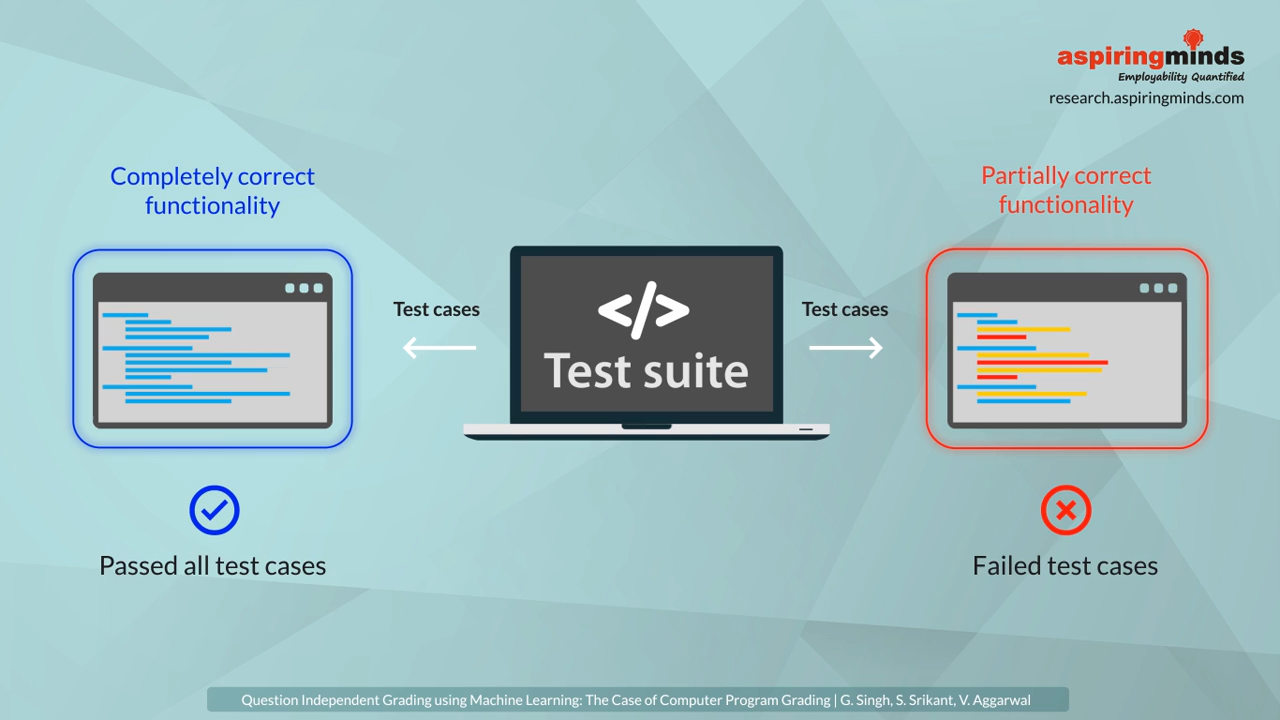 aspiringminds
Employability Quantified
research.aspiringminds.com
Completely correct
functionality
Partially correct
functionality
Test cases
</>
Test suite
Test cases
Passed all test cases
Failed test cases
Question Independent Grading using Machine Learning: The Case of Computer Program Grading | G. Singh, S. Srikant, V. Aggarwal